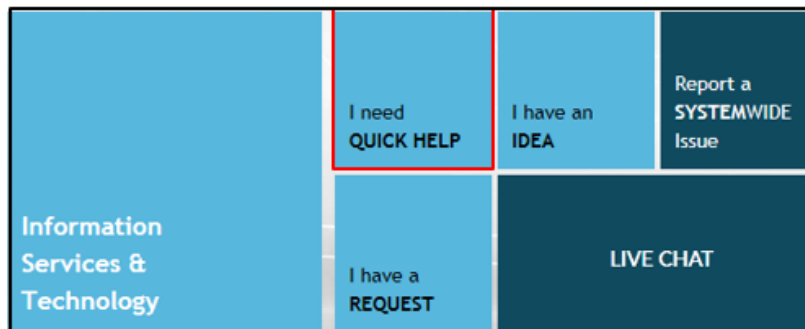 Information
Services &
Technology
I need
QUICK HELP
I have an
IDEA
Report a
SYSTEMWIDE
Issue
I have a
REQUEST
LIVE CHAT